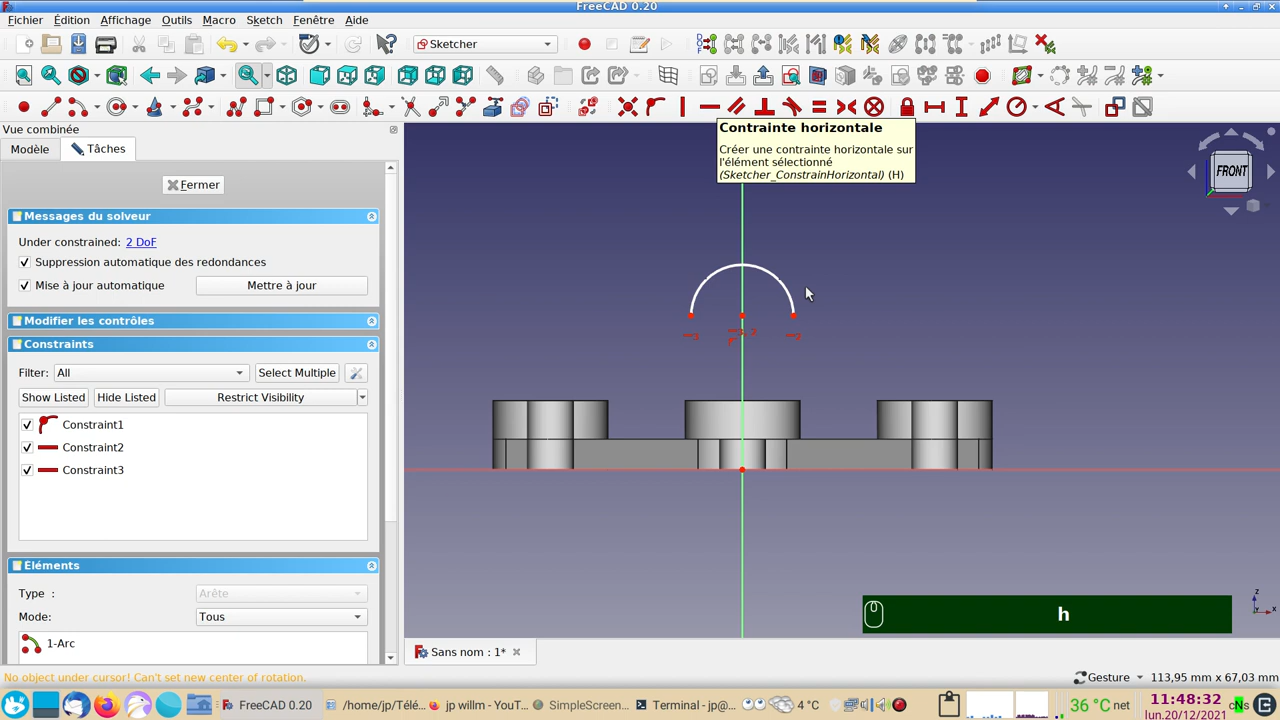 FreeCAD 0.20
Fichier Édition Affichage Outils Macro Sketch Fenêtre Aide
Sketcher
Vue combinée
Modèle Tâches
Contrainte horizontale
Créer une contrainte horizontale sur
l'élément sélectionné
(Sketcher_ConstrainHorizontal) (H)
FRONT
Fermer
Messages du solveur
Under constrained: 2 DoF
Suppression automatique des redondances
Mise à jour automatique Mettre à jour
Modifier les contrôles
Constraints
Filter: All Select Multiple
Show Listed Hide Listed Restrict Visibility
Constraint1
Constraint2
Constraint3
Éléments
Type : Arête
Mode: Tous
1-Arc
h
Sans nom : 1*
No object under cursor! Can't set new center of rotation.
Gesture 113,95 mm x 67,03 mm
FreeCAD 0.20 /home/jp/Télé... jp willm - YouT... SimpleScreen... Terminal - jp@... 4 °C 36 °C net 11:48:32
lun.20/12/2021